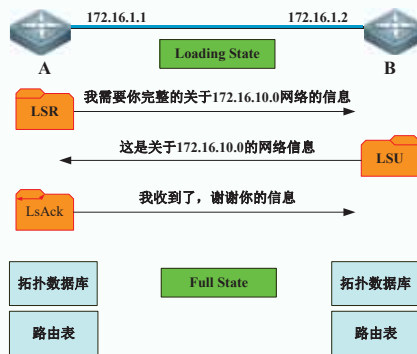 172.16.1.1
172.16.1.2
A
Loading State
B
LSR
我需要你完整的关于172.16.10.0网络的信息
这是关于172.16.10.0的网络信息
LSU
LsAck
我收到了，谢谢你的信息
拓扑数据库
Full State
拓扑数据库
路由表
路由表